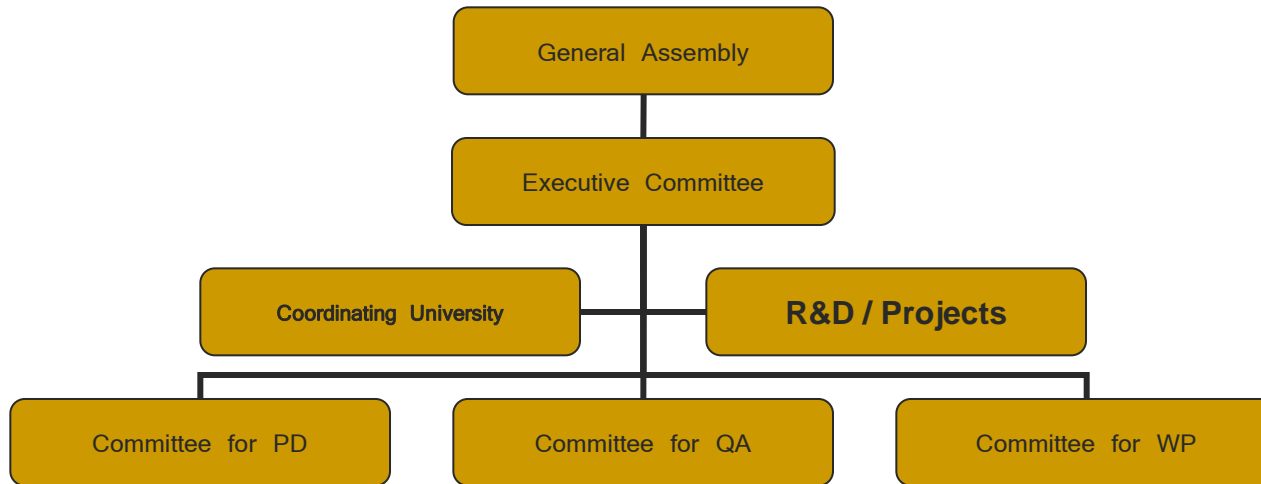 General Assembly
Executive Committee
Coordinating University
R&D / Projects
Committee for PD
Committee for QA
Committee for WP